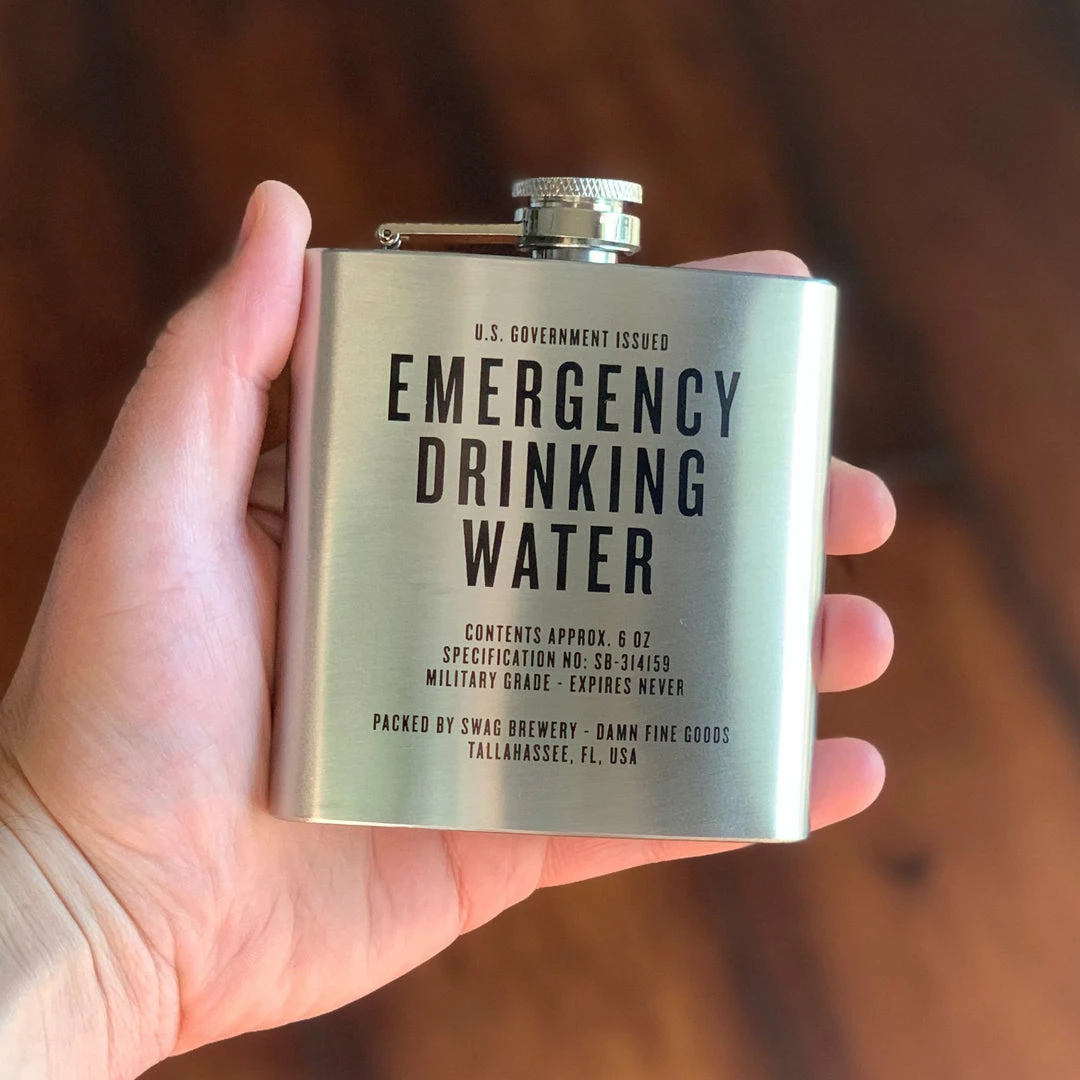 U.S. GOVERNMENT ISSUED
EMERGENCY
DRINKING
WATER
CONTENTS APPROX. 6 OZ
SPECIFICATION NO: SB-314159
MILITARY GRADE - EXPIRES NEVER
PACKED BY SWAG BREWERY - DAMN FINE GOODS
TALLAHASSEE, FL, USA